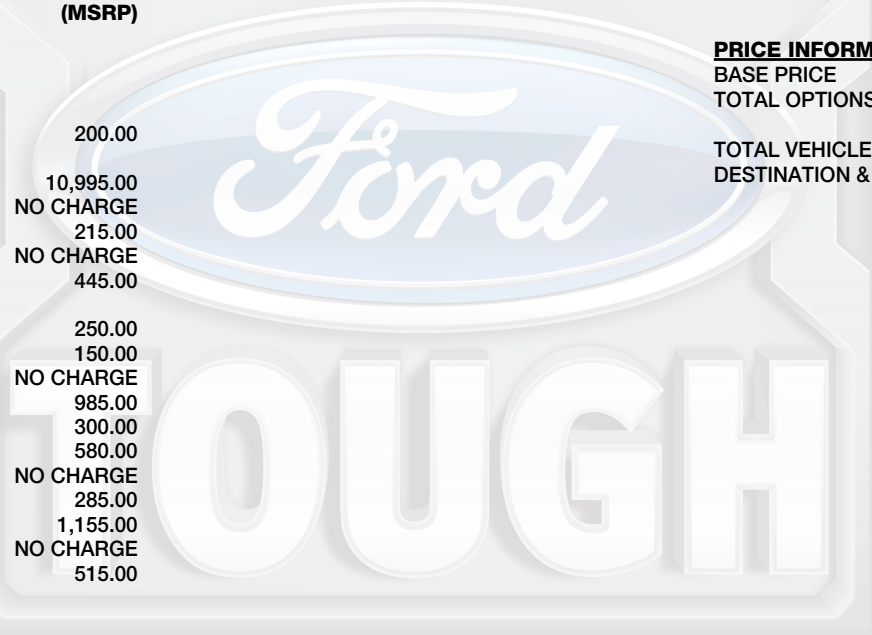 (MSRP)
200.00
10,995.00
NO CHARGE
215.00
NO CHARGE
445.00
250.00
150.00
NO CHARGE
985.00
300.00
580.00
NO CHARGE
285.00
1,155.00
NO CHARGE
515.00
PRICE INFORM
BASE PRICE
TOTAL OPTIONS
TOTAL VEHICLE
DESTINATION &
Ford
TOUGH